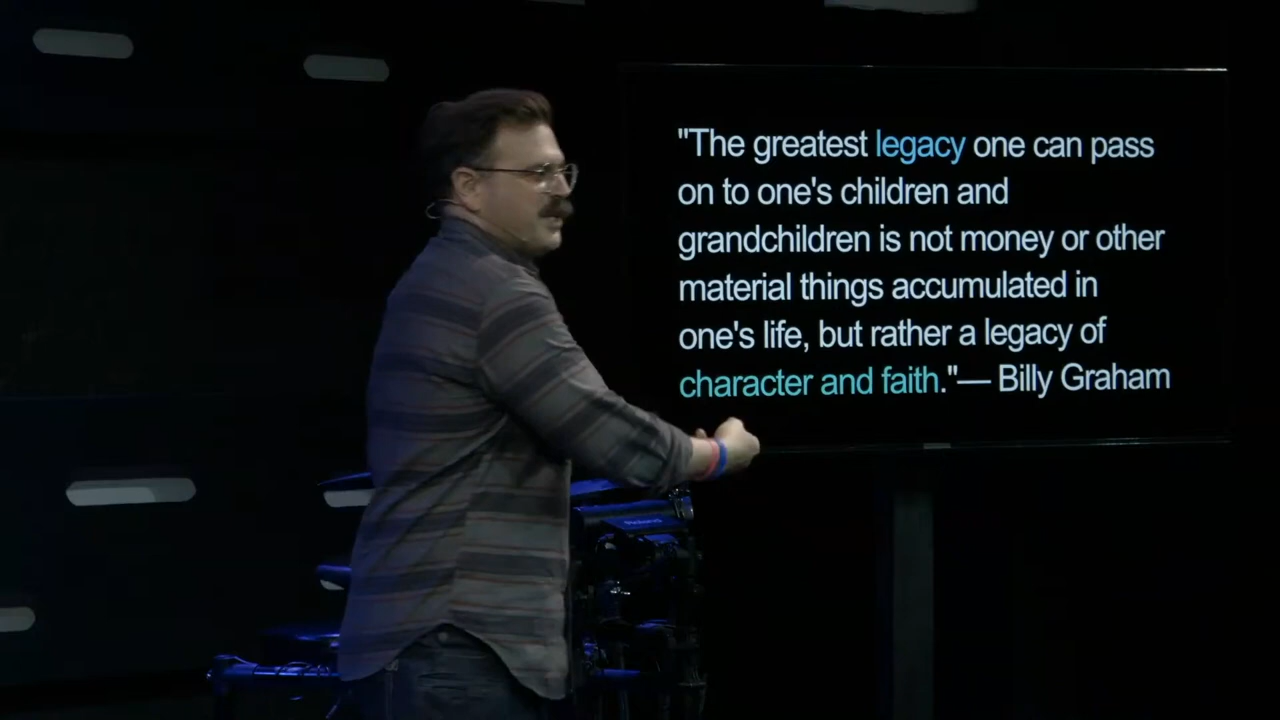 "The greatest legacy one can pass
on to one's children and
grandchildren is not money or other
material things accumulated in
one's life, but rather a legacy of
character and faith."— Billy Graham
Roland